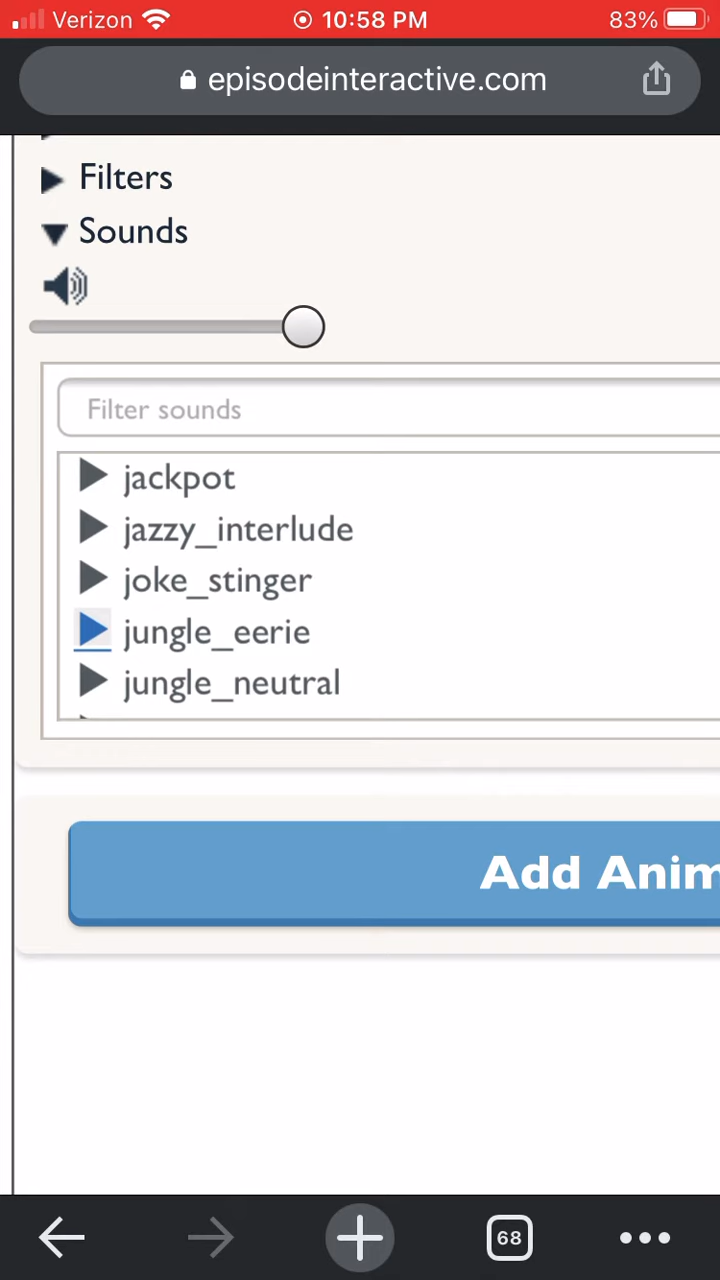 Verizon 10:58 PM 83%
episodeinteractive.com
Filters
Sounds
Filter sounds
jackpot
jazzy_interlude
joke_stinger
jungle_eerie
jungle_neutral
Add Anim
68